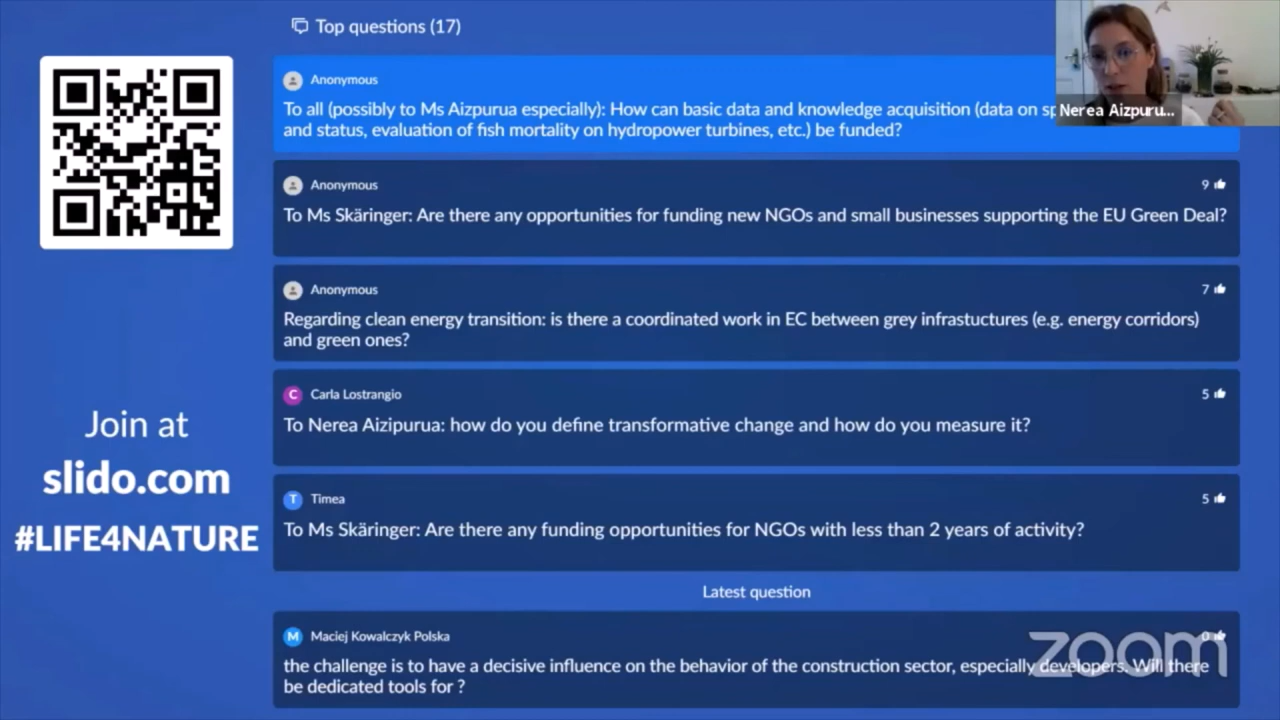 Top questions (17)
Anonymous
To all (possibly to Ms Aizpurua especially): How can basic data and knowledge acquisition (data on
and status, evaluation of fish mortality on hydropower turbines, etc.) be funded?
Nerea Aizpuru...
Anonymous
9
To Ms Skäringer: Are there any opportunities for funding new NGOs and small businesses supporting the EU Green Deal?
Anonymous
7
Regarding clean energy transition: is there a coordinated work in EC between grey infrastuctures (e.g. energy corridors)
and green ones?
C
Carla Lostrangio
5
To Nerea Aizipurua: how do you define transformative change and how do you measure it?
T
Timea
5
To Ms Skäringer: Are there any funding opportunities for NGOs with less than 2 years of activity?
Latest question
M
Maciej Kowalczyk Polska
0
the challenge is to have a decisive influence on the behavior of the construction sector, especially developers. Will there
be dedicated tools for ?
Join at
slido.com
#LIFE4NATURE
zoom